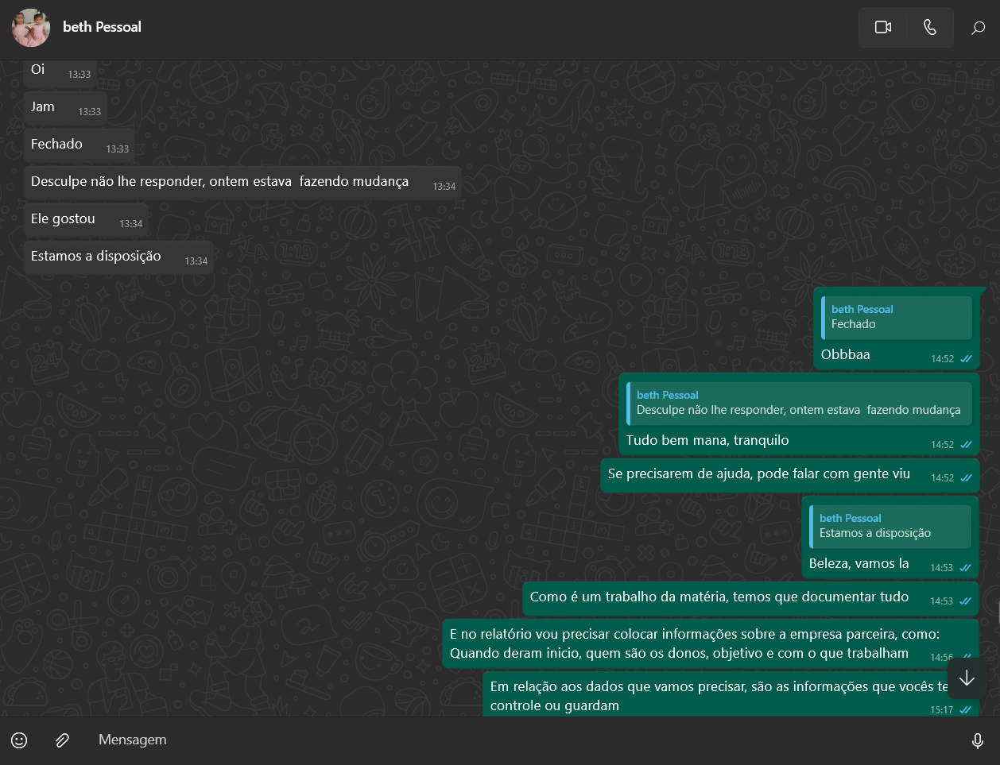 beth Pessoal
Oi
13:33
Jam
13:33
Fechado
13:33
Desculpe não lhe responder, ontem estava  fazendo mudança
13:34
Ele gostou
13:34
Estamos a disposição
13:34
beth Pessoal
Fechado
Obbbaa
14:52
beth Pessoal
Desculpe não lhe responder, ontem estava  fazendo mudança
Tudo bem mana, tranquilo
14:52
Se precisarem de ajuda, pode falar com gente viu
14:52
beth Pessoal
Estamos a disposição
Beleza, vamos la
14:53
Como é um trabalho da matéria, temos que documentar tudo
14:53
E no relatório vou precisar colocar informações sobre a empresa parceira, como:
Quando deram inicio, quem são os donos, objetivo e com o que trabalham
14:56
Em relação aos dados que vamos precisar, são as informações que vocês te
controle ou guardam
15:17
Mensagem